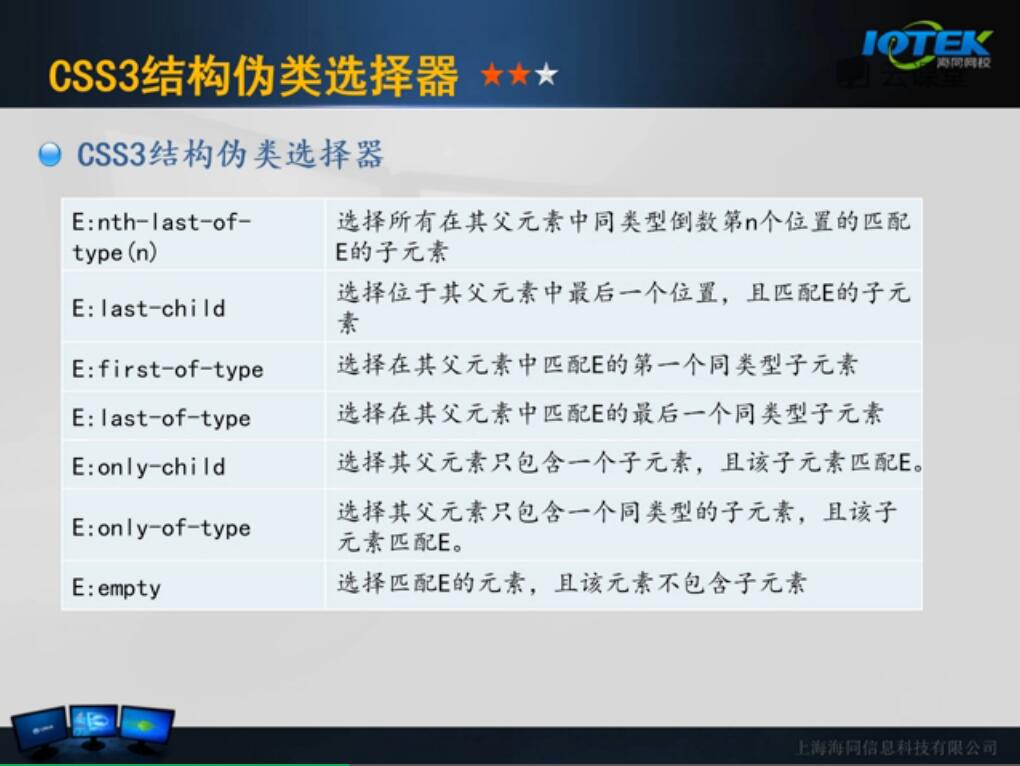 CSS3结构伪类选择器
IOTEK
海同网校
云课堂
CSS3结构伪类选择器
E:nth-last-of-
type(n)
选择所有在其父元素中同类型倒数第n个位置的匹配
E的子元素
E:last-child
选择位于其父元素中最后一个位置，且匹配E的子元
素
E:first-of-type
选择在其父元素中匹配E的第一个同类型子元素
E:last-of-type
选择在其父元素中匹配E的最后一个同类型子元素
E:only-child
选择其父元素只包含一个子元素，且该子元素匹配E。
E:only-of-type
选择其父元素只包含一个同类型的子元素，且该子
元素匹配E。
E:empty
选择匹配E的元素，且该元素不包含子元素
上海海同信息科技有限公司